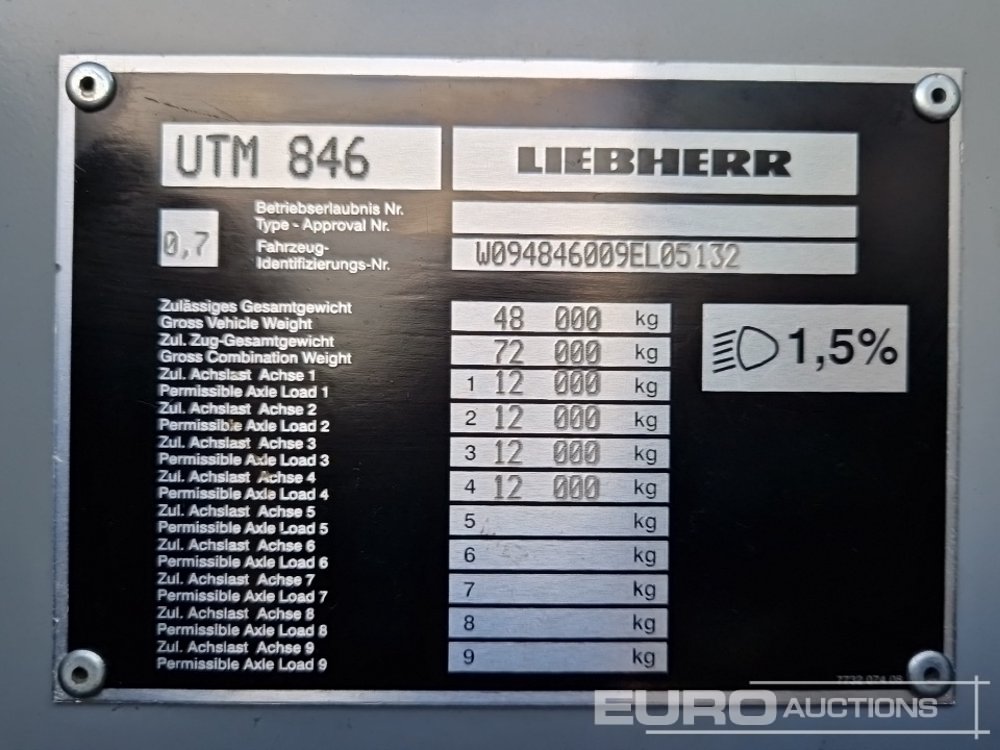 UTM 846
LIEBHERR
0,7
Betriebserlaubnis Nr.
Type - Approval Nr.
Fahrzeug-
Identifizierungs-Nr.
W094846009EL05132
Zulässiges Gesamtgewicht
Gross Vehicle Weight
48 000 kg
Zul. Zug-Gesamtgewicht
Gross Combination Weight
72 000 kg
Zul. Achslast Achse 1
Permissible Axle Load 1
1 12 000 kg
Zul. Achslast Achse 2
Permissible Axle Load 2
2 12 000 kg
Zul. Achslast Achse 3
Permissible Axle Load 3
3 12 000 kg
Zul. Achslast Achse 4
Permissible Axle Load 4
4 12 000 kg
Zul. Achslast Achse 5
Permissible Axle Load 5
5 kg
Zul. Achslast Achse 6
Permissible Axle Load 6
6 kg
Zul. Achslast Achse 7
Permissible Axle Load 7
7 kg
Zul. Achslast Achse 8
Permissible Axle Load 8
8 kg
Zul. Achslast Achse 9
Permissible Axle Load 9
9 kg
1,5%
7732 074 08
EURO AUCTIONS